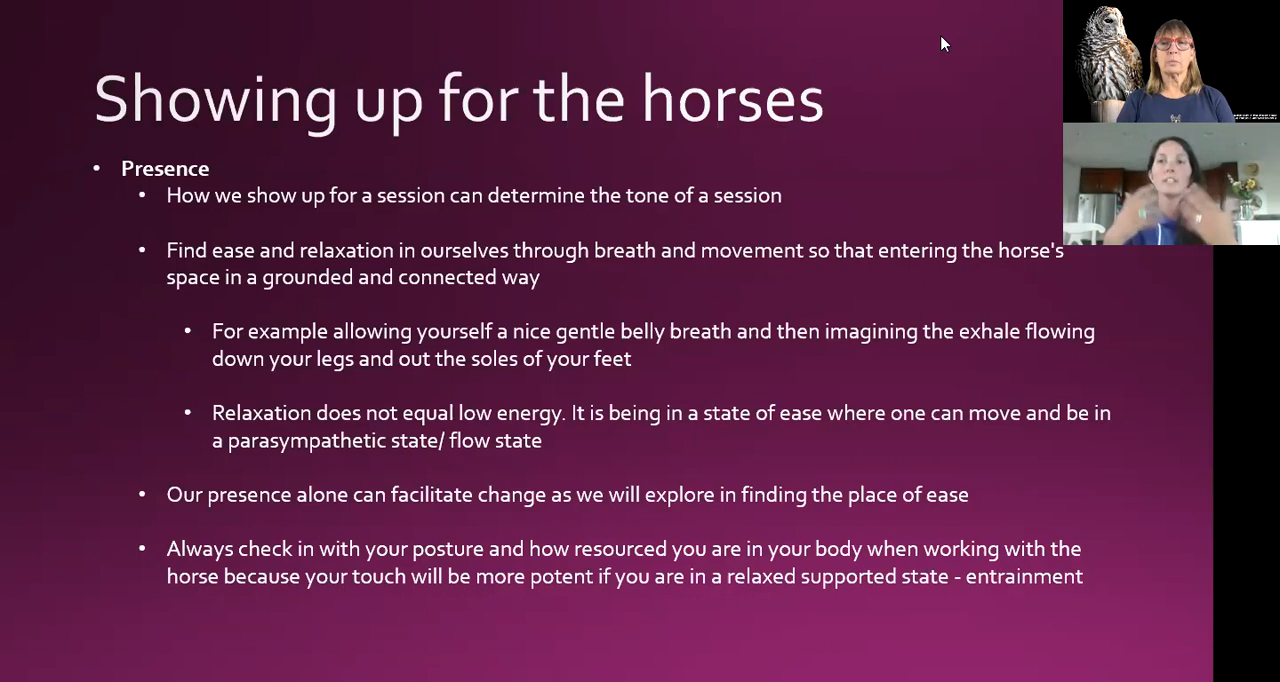 Showing up for the horses
• Presence
• How we show up for a session can determine the tone of a session
• Find ease and relaxation in ourselves through breath and movement so that entering the horse's
space in a grounded and connected way
• For example allowing yourself a nice gentle belly breath and then imagining the exhale flowing
down your legs and out the soles of your feet
• Relaxation does not equal low energy. It is being in a state of ease where one can move and be in
a parasympathetic state/ flow state
• Our presence alone can facilitate change as we will explore in finding the place of ease
• Always check in with your posture and how resourced you are in your body when working with the
horse because your touch will be more potent if you are in a relaxed supported state - entrainment